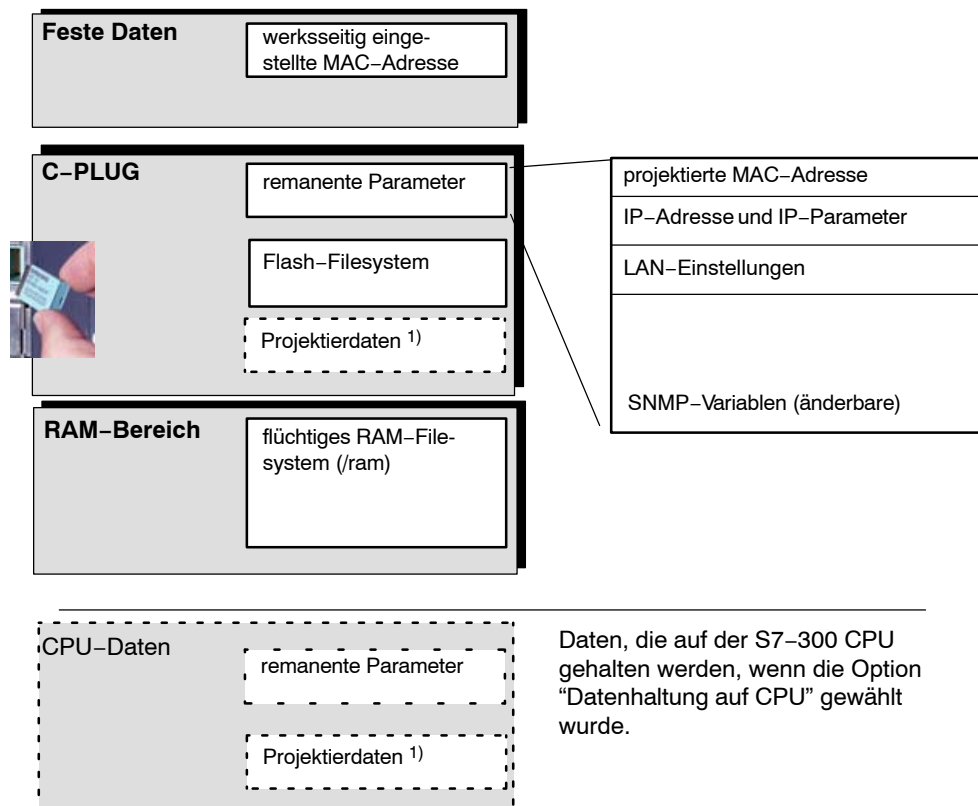 Feste Daten
werksseitig einge-
stellte MAC–Adresse
C–PLUG
remanente Parameter
Flash–Filesystem
Projektierdaten 1)
projektierte MAC–Adresse
IP–Adresse und IP–Parameter
LAN–Einstellungen
SNMP–Variablen (änderbare)
RAM–Bereich
flüchtiges RAM–File-
system (/ram)
CPU–Daten
remanente Parameter
Projektierdaten 1)
Daten, die auf der S7–300 CPU
gehalten werden, wenn die Option
“Datenhaltung auf CPU” gewählt
wurde.